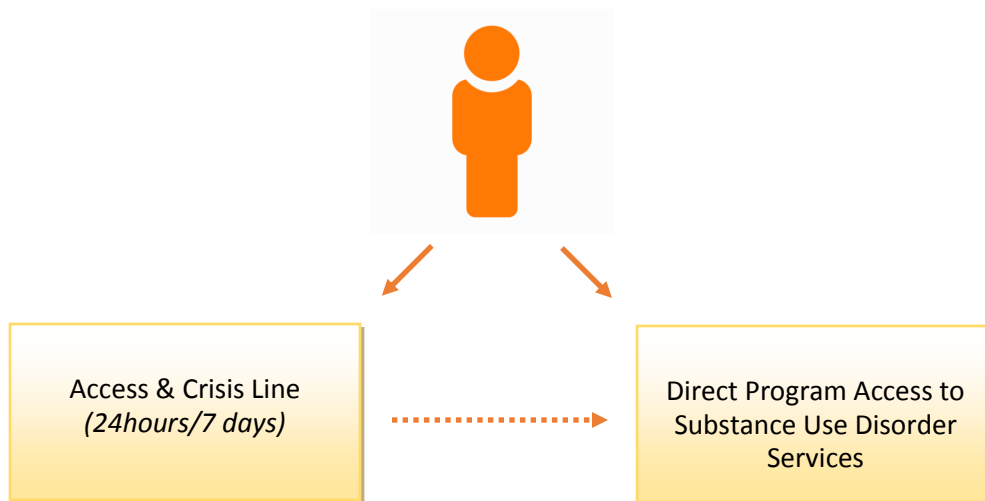 Access & Crisis Line
(24hours/7 days)
Direct Program Access to
Substance Use Disorder
Services